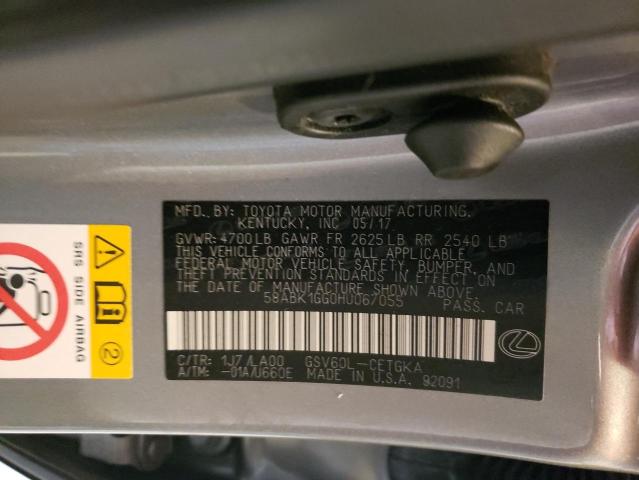 MFD. BY: TOYOTA MOTOR MANUFACTURING,
KENTUCKY, INC 05/17
GVWR: 4700LB GAWR FR 2625LB RR 2540 LB
THIS VEHICLE CONFORMS TO ALL APPLICABLE
FEDERAL MOTOR VEHICLE SAFETY, BUMPER, AND
THEFT PREVENTION STANDARDS IN EFFECT ON
THE DATE OF MANUFACTURE SHOWN ABOVE.
58ABK1GG0HU067055 PASS. CAR
C/TR: 1J7/LA00 GSV60L-CETGKA
A/TM: -01A/U660E MADE IN U.S.A. 92091
SRS SIDE AIRBAG
2